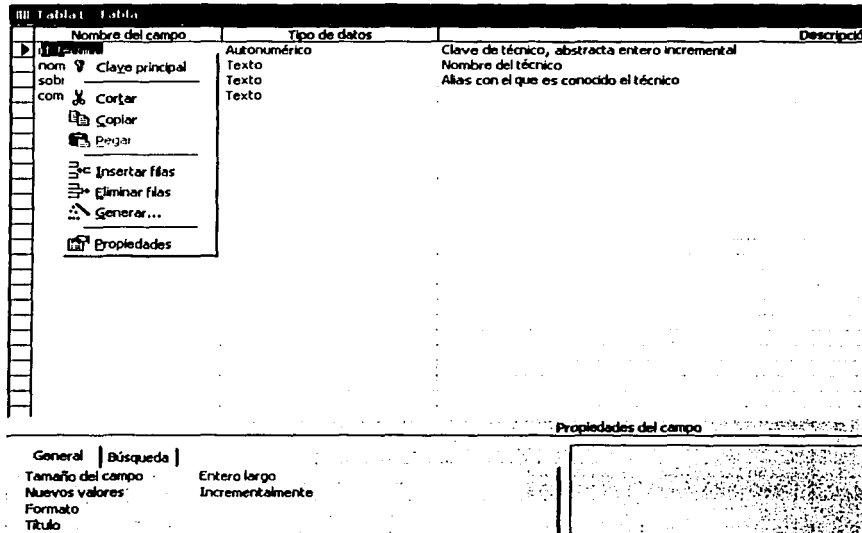 Tabla1 Tabla
Nombre del campo Tipo de datos Descripció
Autonumérico Clave de técnico, abstracta entero incremental
nom Texto Nombre del técnico
sobr Texto Alias con el que es conocido el técnico
com Texto
Clave principal
Cortar
Copiar
Pegar
Insertar filas
Eliminar filas
Generar...
Propiedades
Propiedades del campo
General Búsqueda
Tamaño del campo Entero largo
Nuevos valores Incrementalmente
Formato
Título